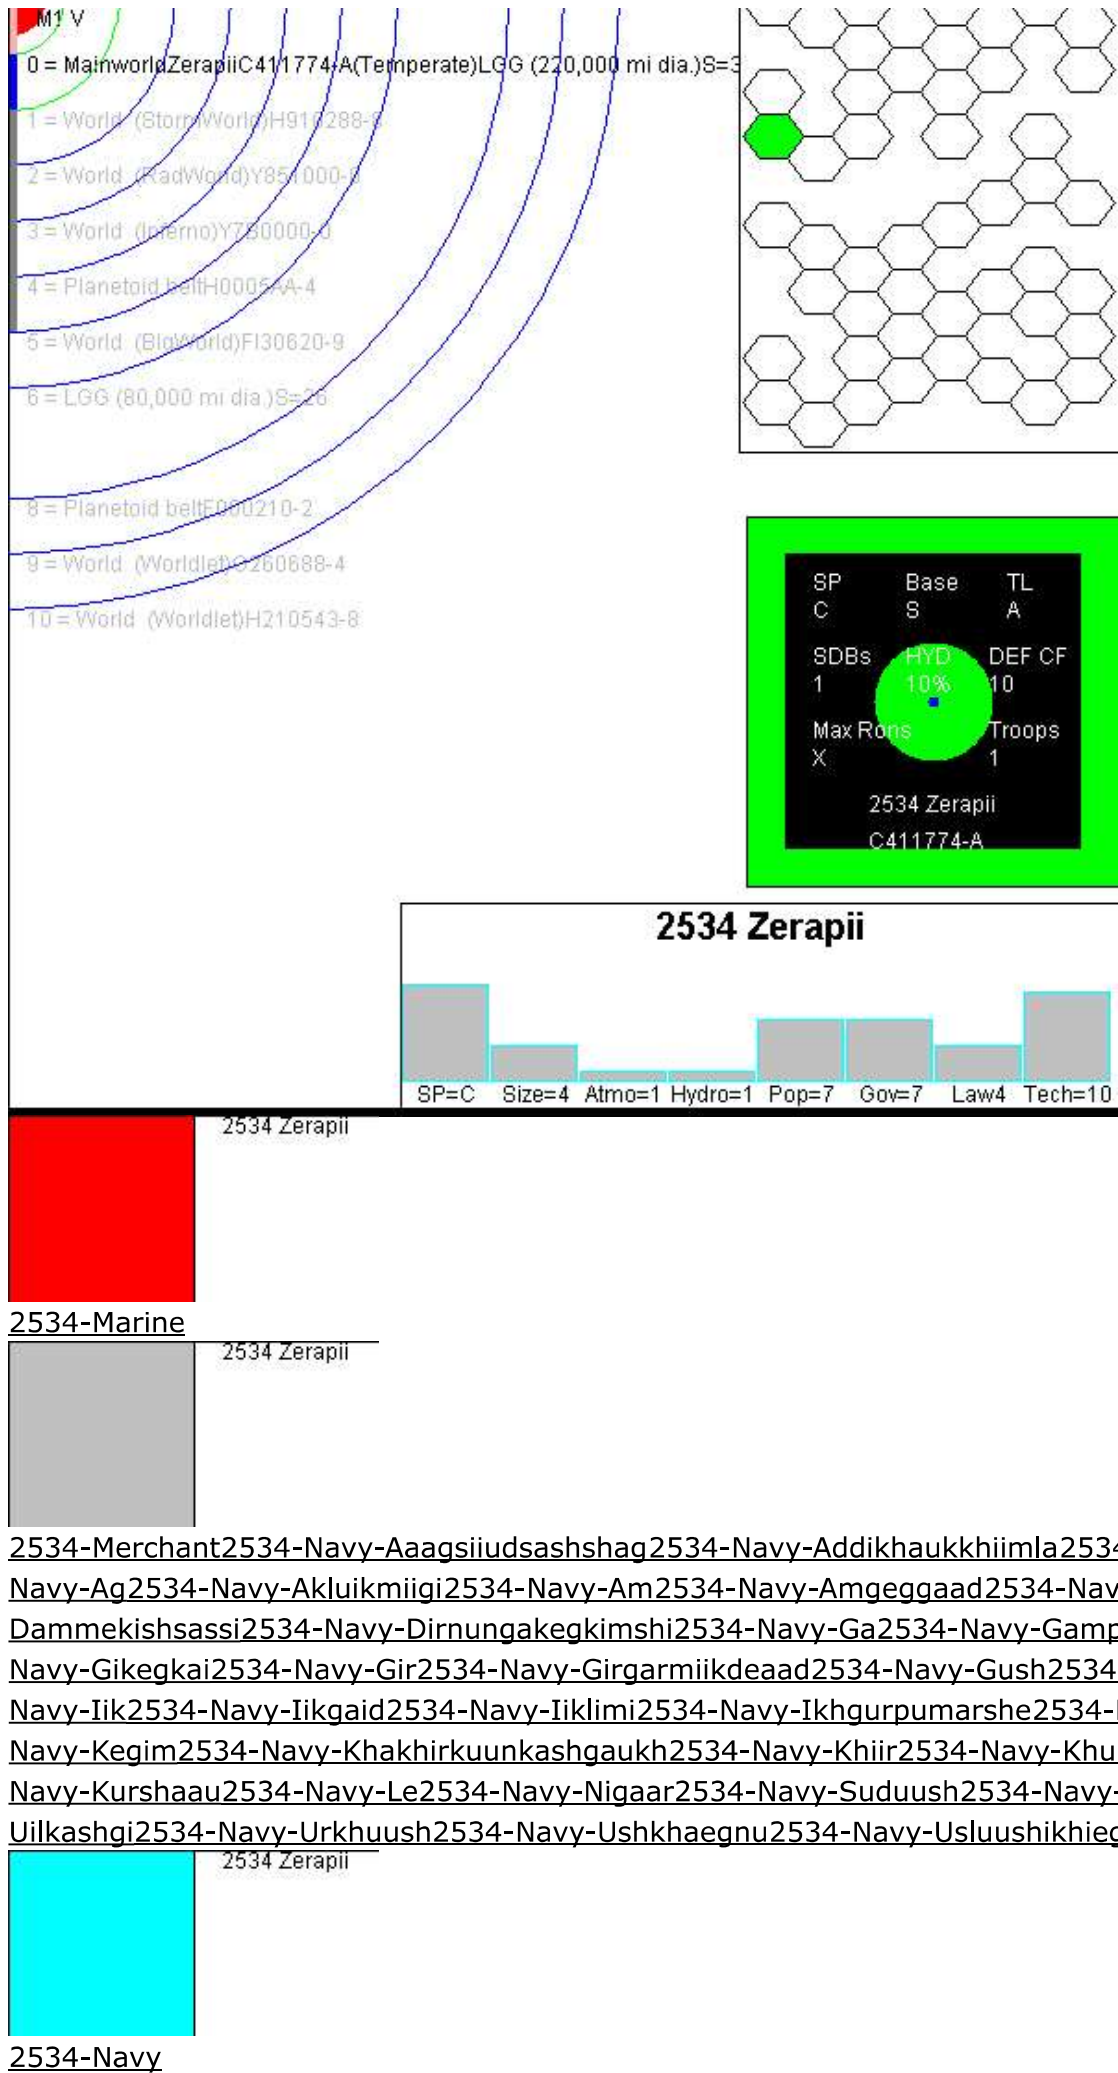 M1 V
0 = MainworldZerapiiC411774-A(Temperate)LGG (220,000 mi dia.)S=3
1 = World (StormWorld)H910288-8
2 = World (RadWorld)Y851000-0
3 = World (Inferno)Y7B0000-0
4 = Planetoid beltH0005AA-4
5 = World (BigWorld)FI30620-9
6 = LGG (80,000 mi dia.)S=26
8 = Planetoid beltF000210-2
9 = World (Worldlet)G260688-4
10 = World (Worldlet)H210543-8
SP Base TL
C S A
SDBs HYD DEF CF
1 10% 10
Max Rons Troops
X 1
2534 Zerapii
C411774-A
2534 Zerapii
SP=C Size=4 Atmo=1 Hydro=1 Pop=7 Gov=7 Law4 Tech=10
2534 Zerapii
2534-Marine
2534 Zerapii
2534-Merchant2534-Navy-Aaagsiiudsashshag2534-Navy-Addikhaukkhiimla2534
Navy-Ag2534-Navy-Akluikmiigi2534-Navy-Am2534-Navy-Amgeggaad2534-Nav
Dammekishsassi2534-Navy-Dirnungakegkimshi2534-Navy-Ga2534-Navy-Gamp
Navy-Gikegkai2534-Navy-Gir2534-Navy-Girgarmiikdeaad2534-Navy-Gush2534
Navy-Iik2534-Navy-Iikgaid2534-Navy-Iiklimi2534-Navy-Ikhgurpumarshe2534-
Navy-Kegim2534-Navy-Khakhirkuunkashgaukh2534-Navy-Khiir2534-Navy-Khu
Navy-Kurshaau2534-Navy-Le2534-Navy-Nigaar2534-Navy-Suduush2534-Navy-
Uilkashgi2534-Navy-Urkhuush2534-Navy-Ushkhaegnu2534-Navy-Usluushikhieg
2534 Zerapii
2534-Navy